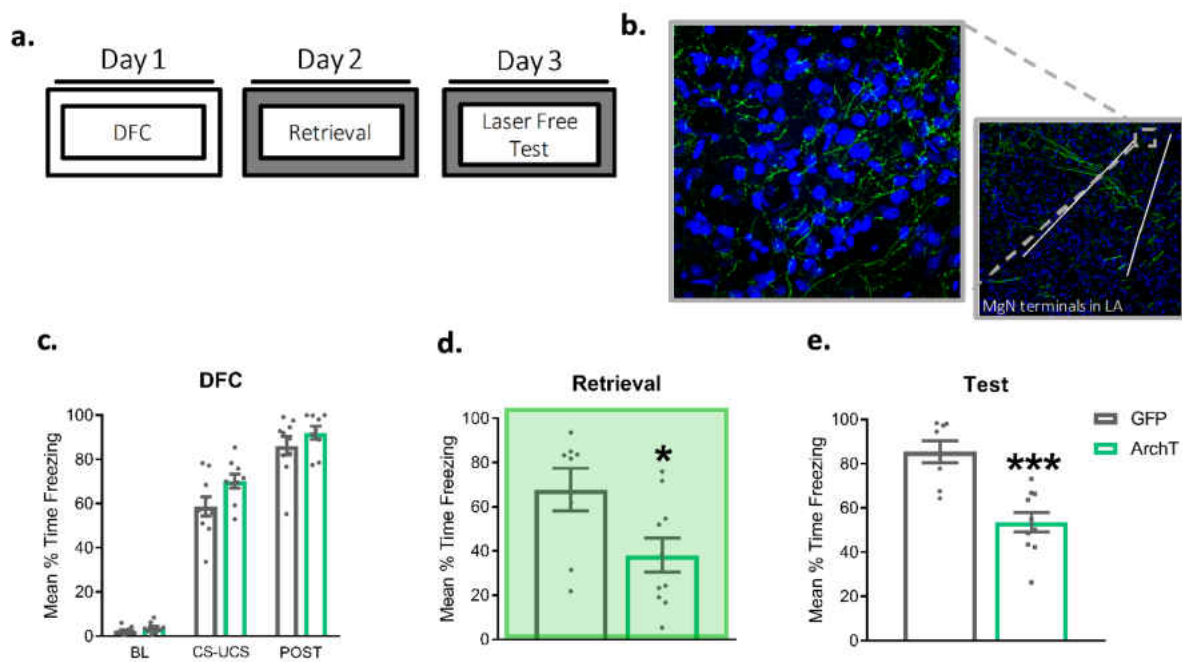 a.
Day 1
Day 2
Day 3
DFC
Retrieval
Laser Free
Test
b.
MgN terminals in LA
c.
DFC
Mean % Time Freezing
100
80
60
40
20
0
BL
CS-UCS
POST
d.
Retrieval
Mean % Time Freezing
100
80
60
40
20
0
*
e.
Test
Mean % Time Freezing
100
80
60
40
20
0
***
GFP
ArchT